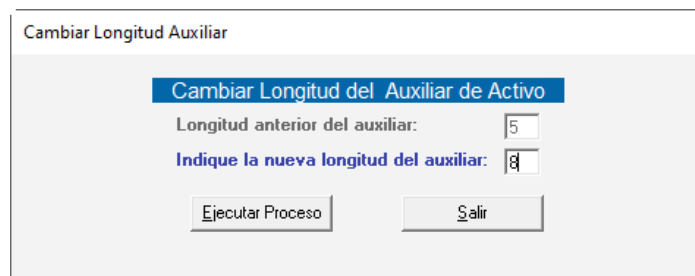 Cambiar Longitud Auxiliar
Cambiar Longitud del Auxiliar de Activo
Longitud anterior del auxiliar: 5
Indique la nueva longitud del auxiliar: 8
Ejecutar Proceso Salir